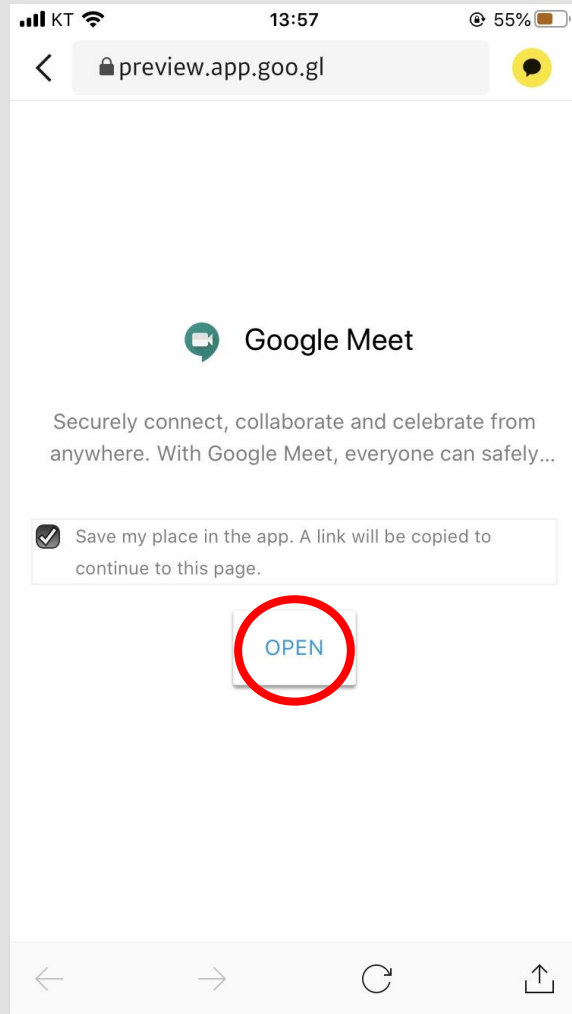 KT
13:57
55%
preview.app.goo.gl
Google Meet
Securely connect, collaborate and celebrate from
anywhere. With Google Meet, everyone can safely...
Save my place in the app. A link will be copied to
continue to this page.
OPEN